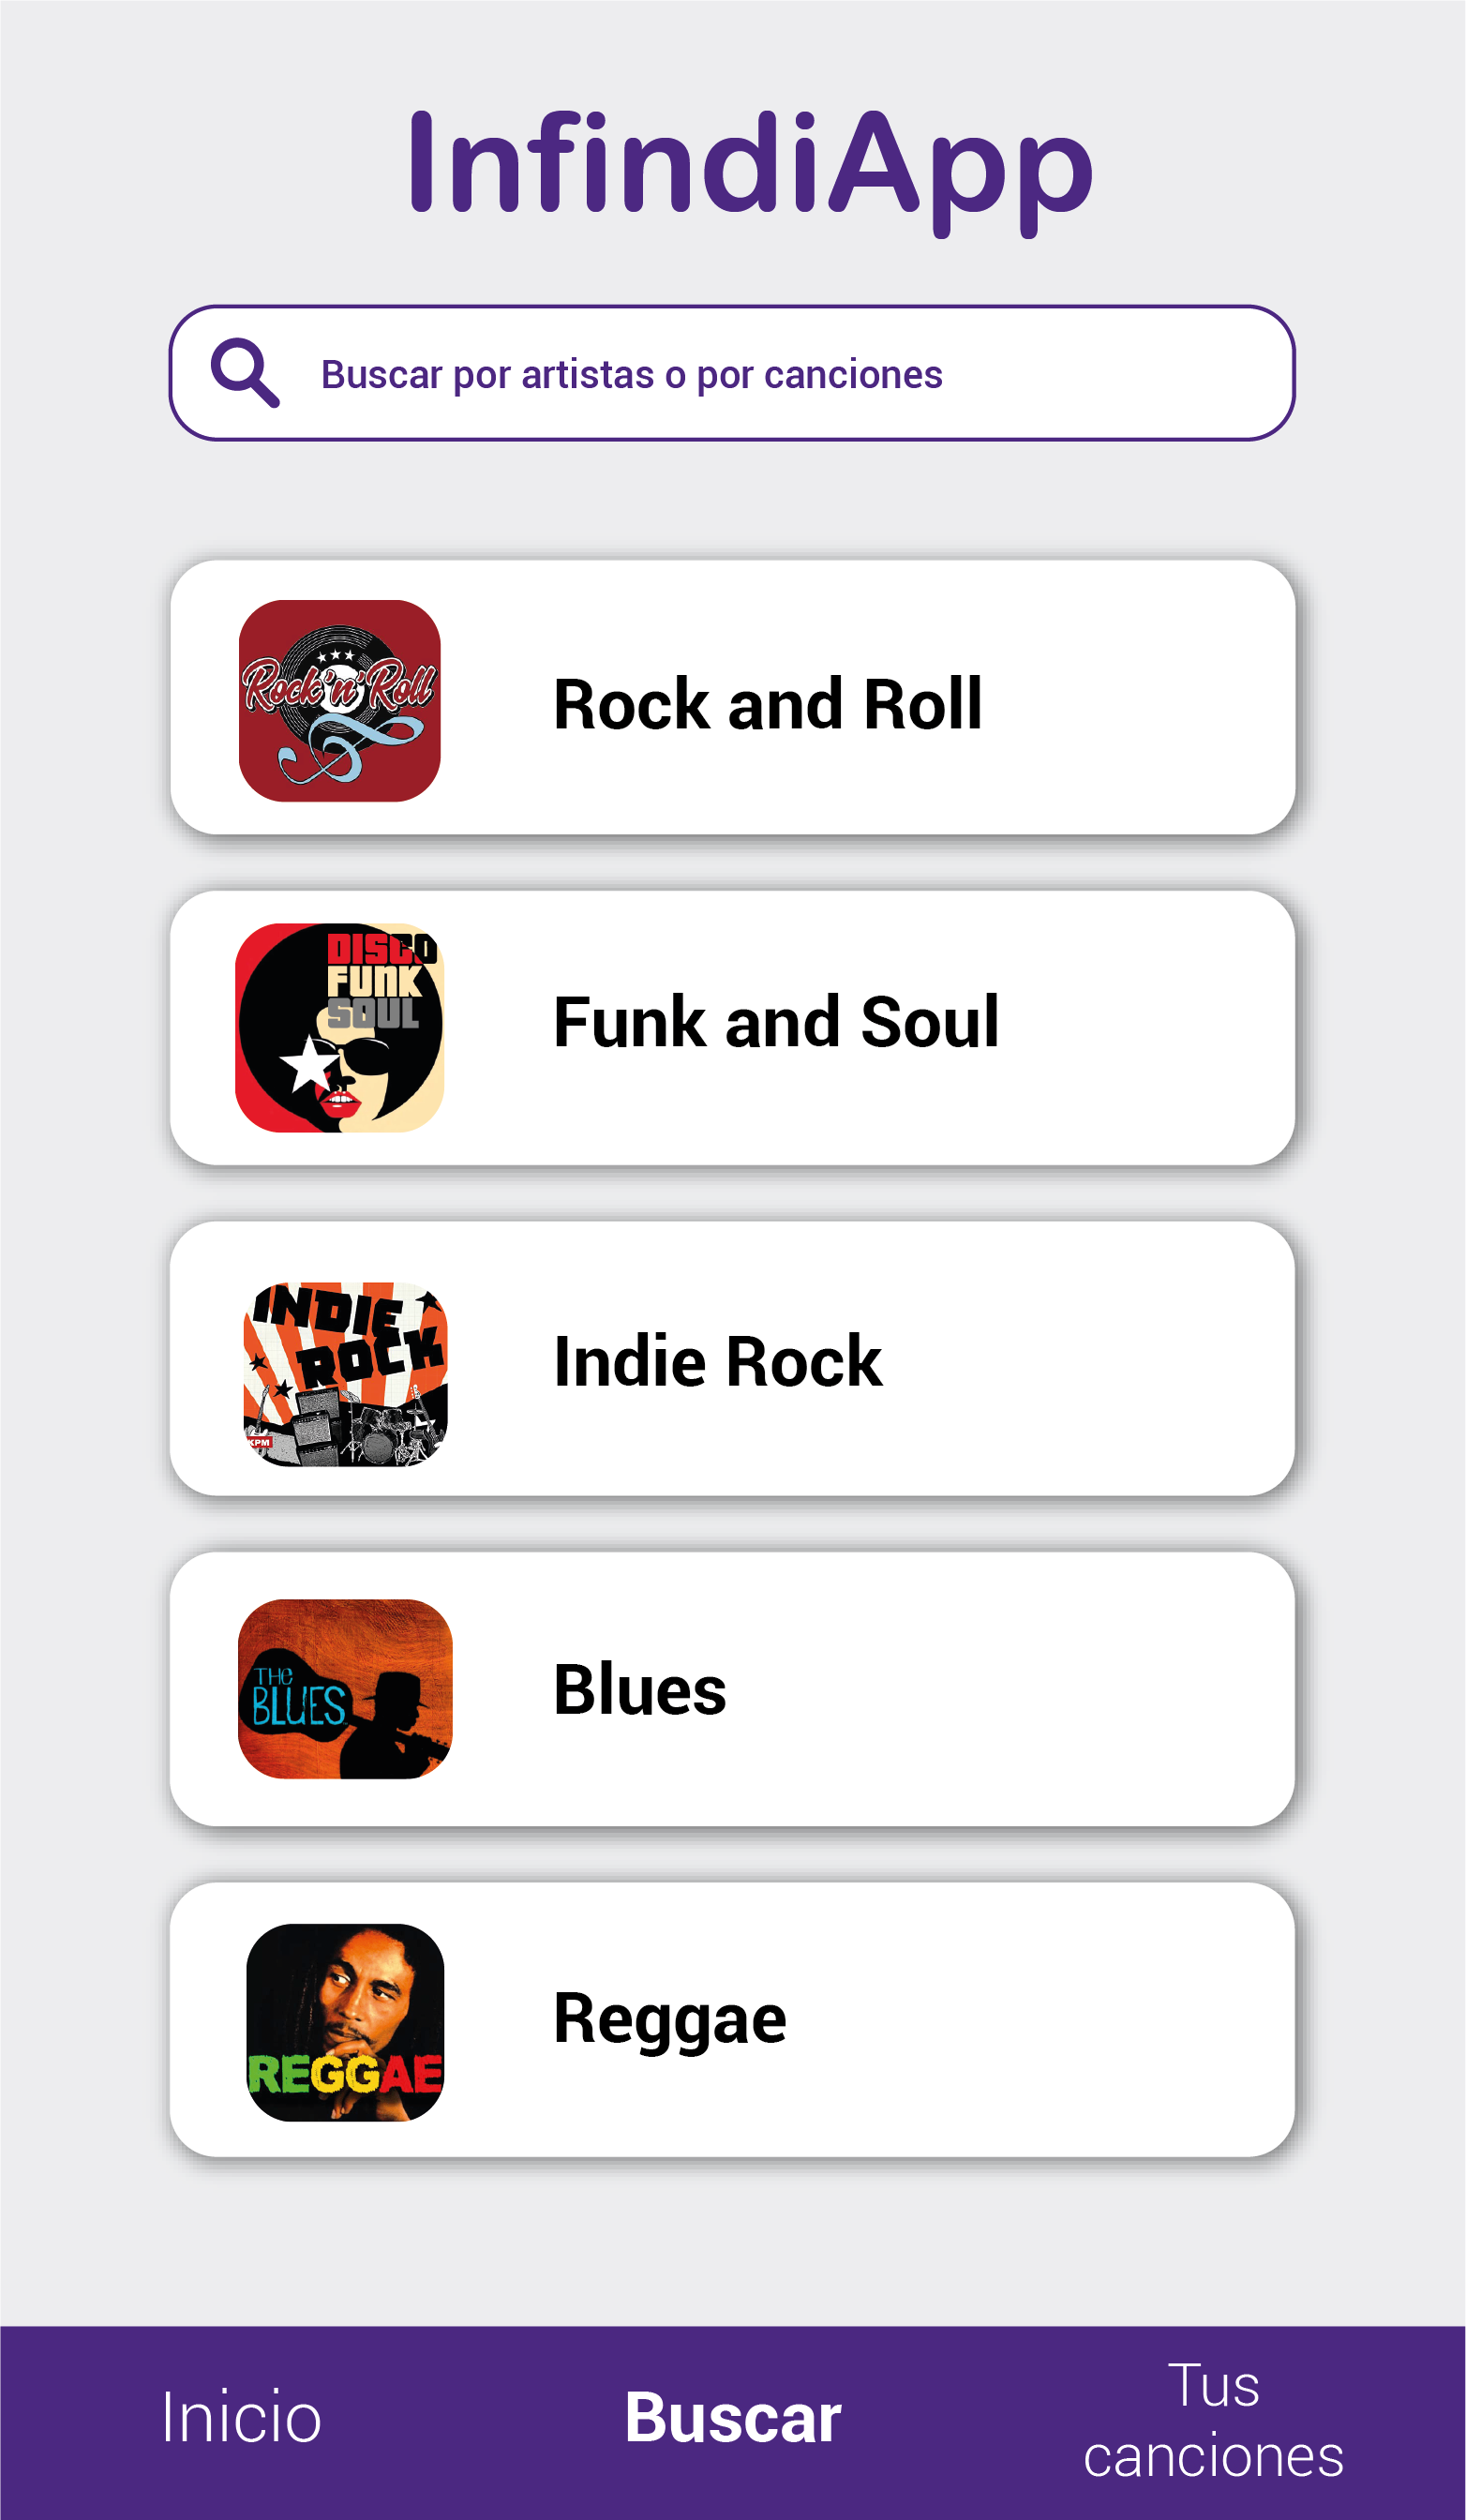 InfindiApp
Buscar por artistas o por canciones
Rock'n'Roll
Rock and Roll
DISCO
FUNK
SOUL
Funk and Soul
INDIE
ROCK
KPM
Indie Rock
THE
BLUES
Blues
REGGAE
Reggae
Inicio
Buscar
Tus
canciones